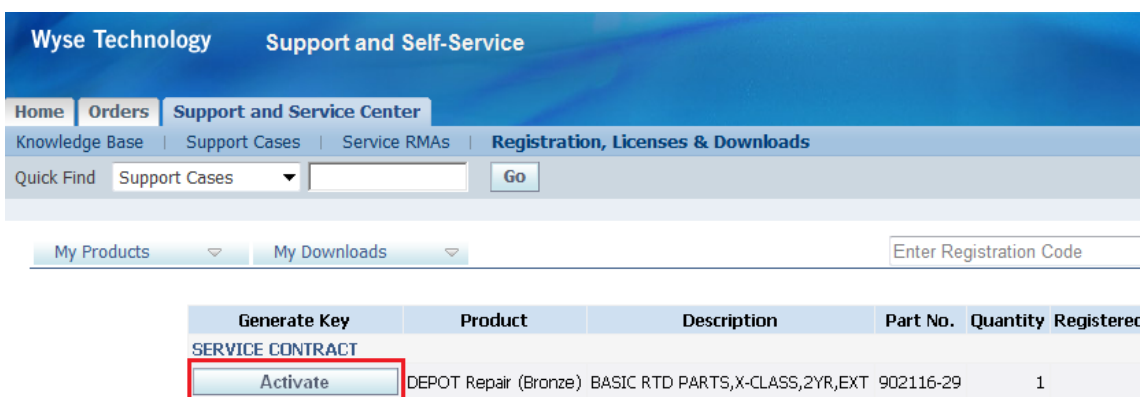 Wyse Technology Support and Self-Service
Home Orders Support and Service Center
Knowledge Base | Support Cases | Service RMAs | Registration, Licenses & Downloads
Quick Find Support Cases Go
My Products My Downloads Enter Registration Code
Generate Key Product Description Part No. Quantity Registered
SERVICE CONTRACT
Activate DEPOT Repair (Bronze) BASIC RTD PARTS,X-CLASS,2YR,EXT 902116-29 1